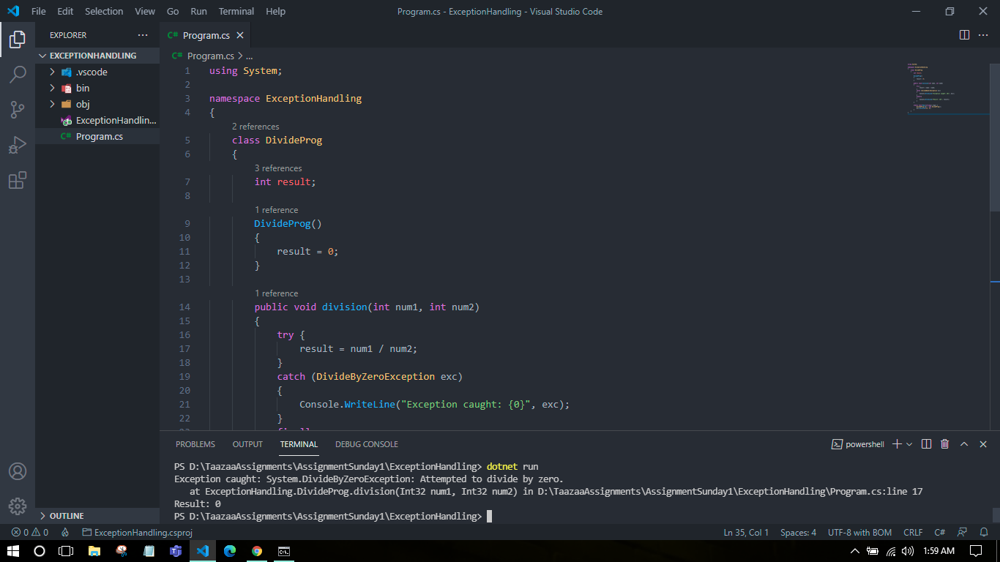 File Edit Selection View Go Run Terminal Help Program.cs - ExceptionHandling - Visual Studio Code
EXPLORER ...
EXCEPTIONHANDLING
.vscode
bin
obj
ExceptionHandlin...
C# Program.cs
OUTLINE
C# Program.cs
C# Program.cs > ...
1 using System;
2
3 namespace ExceptionHandling
4 {
2 references
5 class DivideProg
6 {
3 references
7 int result;
8
1 reference
9 DivideProg()
10 {
11 result = 0;
12 }
13
1 reference
14 public void division(int num1, int num2)
15 {
16 try {
17 result = num1 / num2;
18 }
19 catch (DivideByZeroException exc)
20 {
21 Console.WriteLine("Exception caught: {0}", exc);
22 }
PROBLEMS OUTPUT TERMINAL DEBUG CONSOLE powershell
PS D:\TaazaaAssignments\AssignmentSunday1\ExceptionHandling> dotnet run
Exception caught: System.DivideByZeroException: Attempted to divide by zero.
at ExceptionHandling.DivideProg.division(Int32 num1, Int32 num2) in D:\TaazaaAssignments\AssignmentSunday1\ExceptionHandling\Program.cs:line 17
Result: 0
PS D:\TaazaaAssignments\AssignmentSunday1\ExceptionHandling>
0 0 ExceptionHandling.csproj Ln 35, Col 1 Spaces: 4 UTF-8 with BOM CRLF C#
1:59 AM